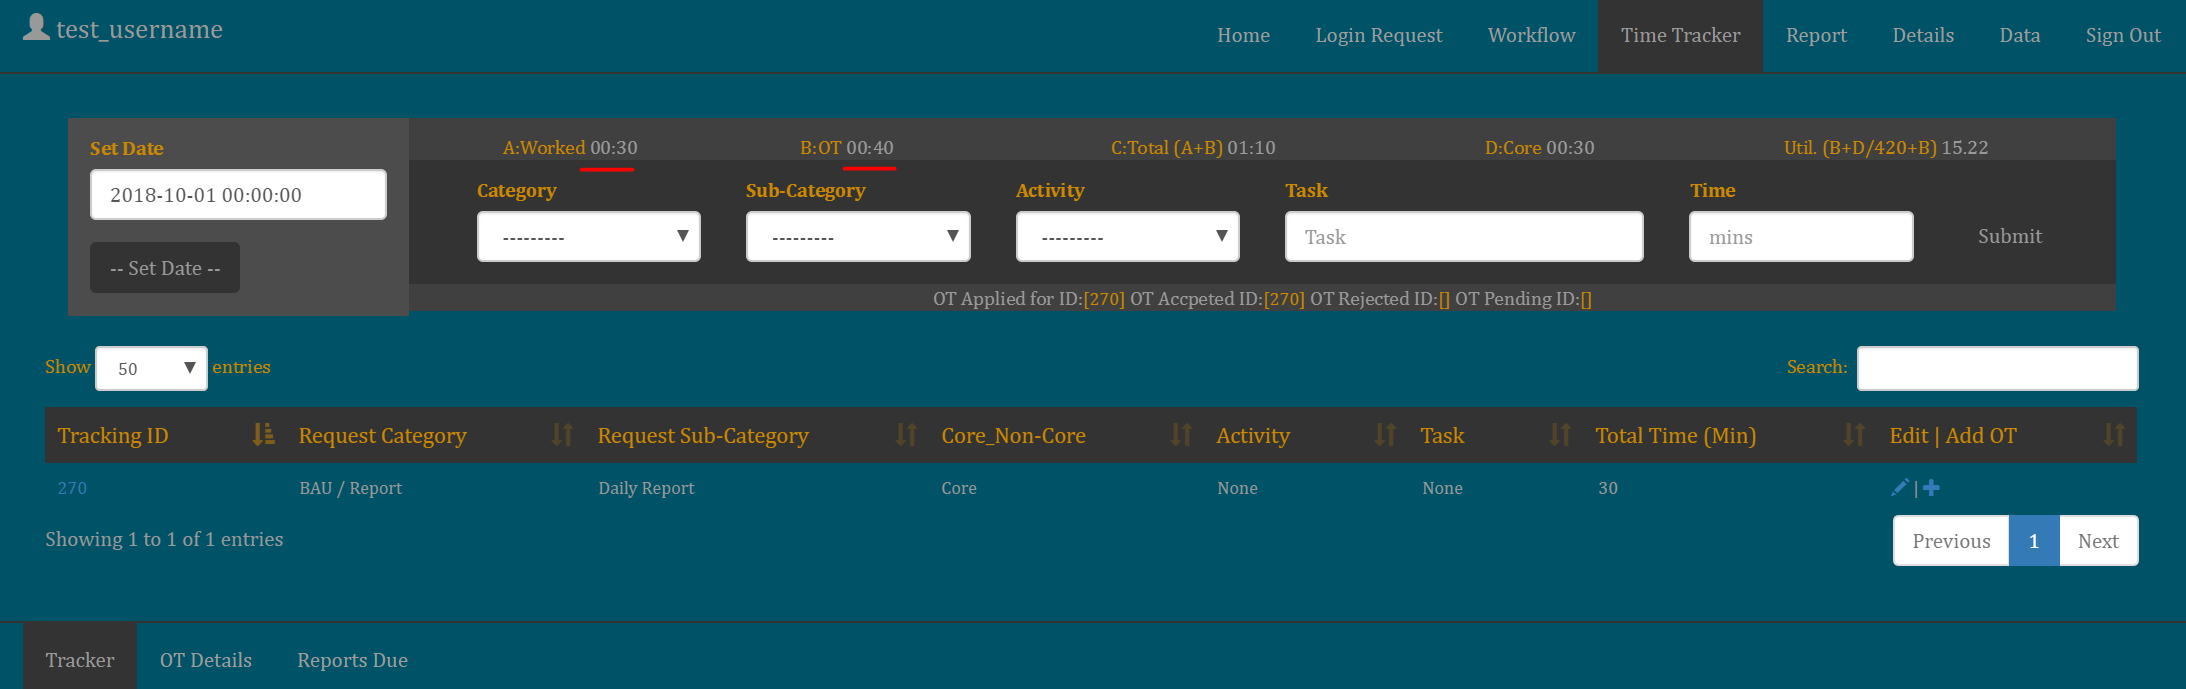 test_username
Home Login Request Workflow Time Tracker Report Details Data Sign Out
Set Date
2018-10-01 00:00:00
-- Set Date --
A:Worked 00:30 B:OT 00:40 C:Total (A+B) 01:10 D:Core 00:30 Util. (B+D/420+B) 15.22
Category Sub-Category Activity Task Time
--------- --------- --------- Task mins Submit
OT Applied for ID:[270] OT Accpeted ID:[270] OT Rejected ID:[] OT Pending ID:[]
Show 50 entries Search:
Tracking ID Request Category Request Sub-Category Core_Non-Core Activity Task Total Time (Min) Edit | Add OT
270 BAU / Report Daily Report Core None None 30 |
Showing 1 to 1 of 1 entries
Previous 1 Next
Tracker OT Details Reports Due